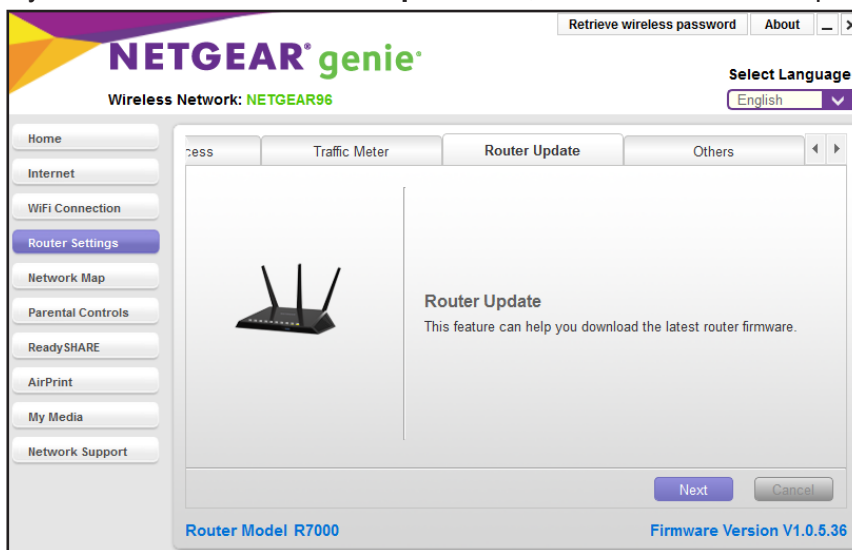 Retrieve wireless password About
NETGEAR® genie®
Select Language
Wireless Network: NETGEAR96
English
Home
Internet
WiFi Connection
Router Settings
Network Map
Parental Controls
ReadySHARE
AirPrint
My Media
Network Support
cess Traffic Meter Router Update Others
Router Update
This feature can help you download the latest router firmware.
Next Cancel
Router Model R7000 Firmware Version V1.0.5.36